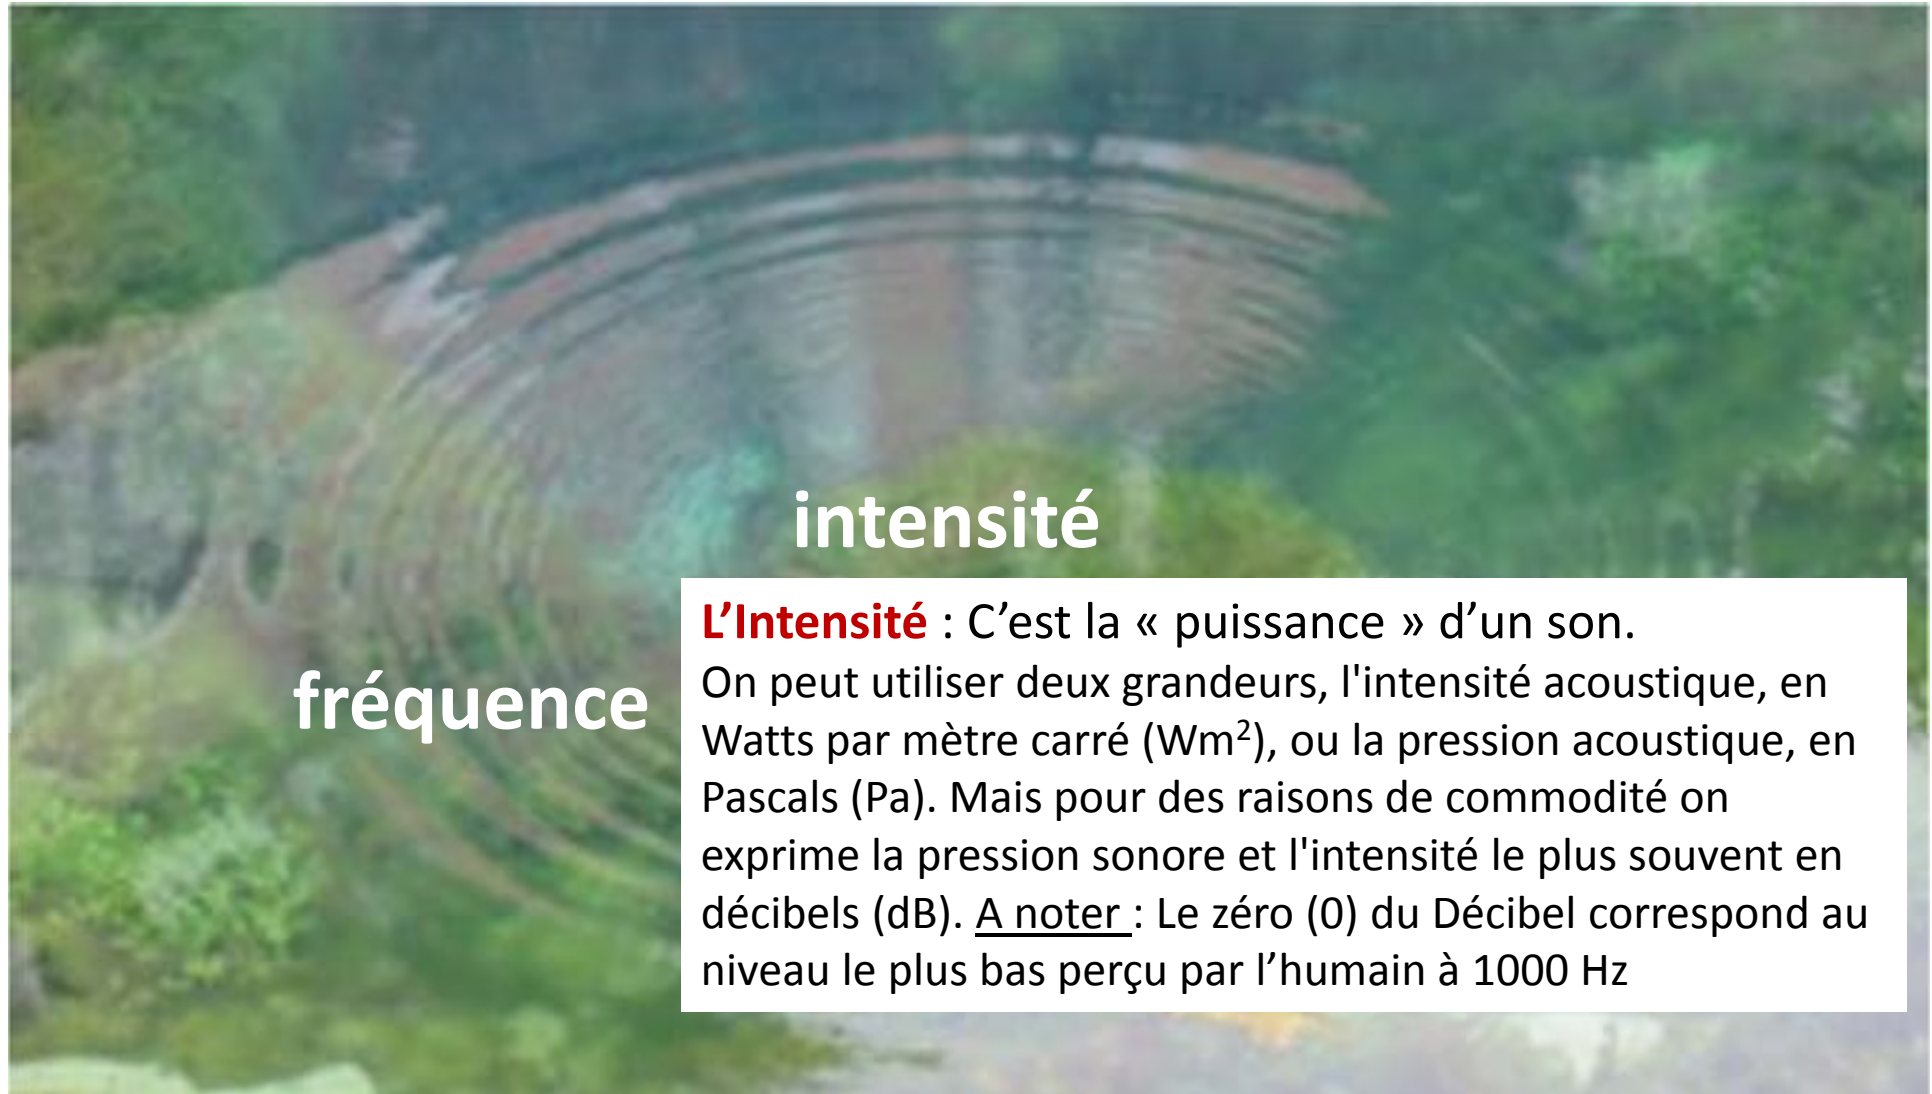 intensité
fréquence
L’Intensité : C’est la « puissance » d’un son.
On peut utiliser deux grandeurs, l'intensité acoustique, en
Watts par mètre carré (Wm²), ou la pression acoustique, en
Pascals (Pa). Mais pour des raisons de commodité on
exprime la pression sonore et l'intensité le plus souvent en
décibels (dB). A noter : Le zéro (0) du Décibel correspond au
niveau le plus bas perçu par l’humain à 1000 Hz